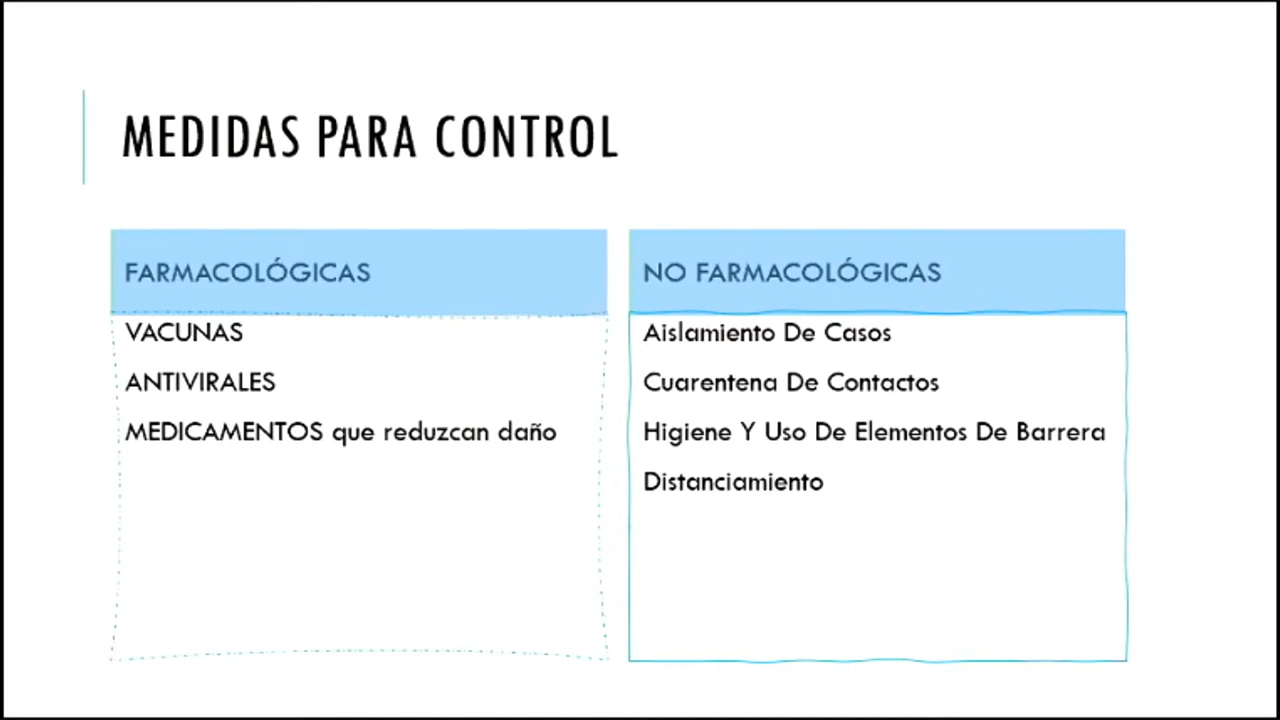 MEDIDAS PARA CONTROL
FARMACOLÓGICAS
VACUNAS
ANTIVIRALES
MEDICAMENTOS que reduzcan daño
NO FARMACOLÓGICAS
Aislamiento De Casos
Cuarentena De Contactos
Higiene Y Uso De Elementos De Barrera
Distanciamiento